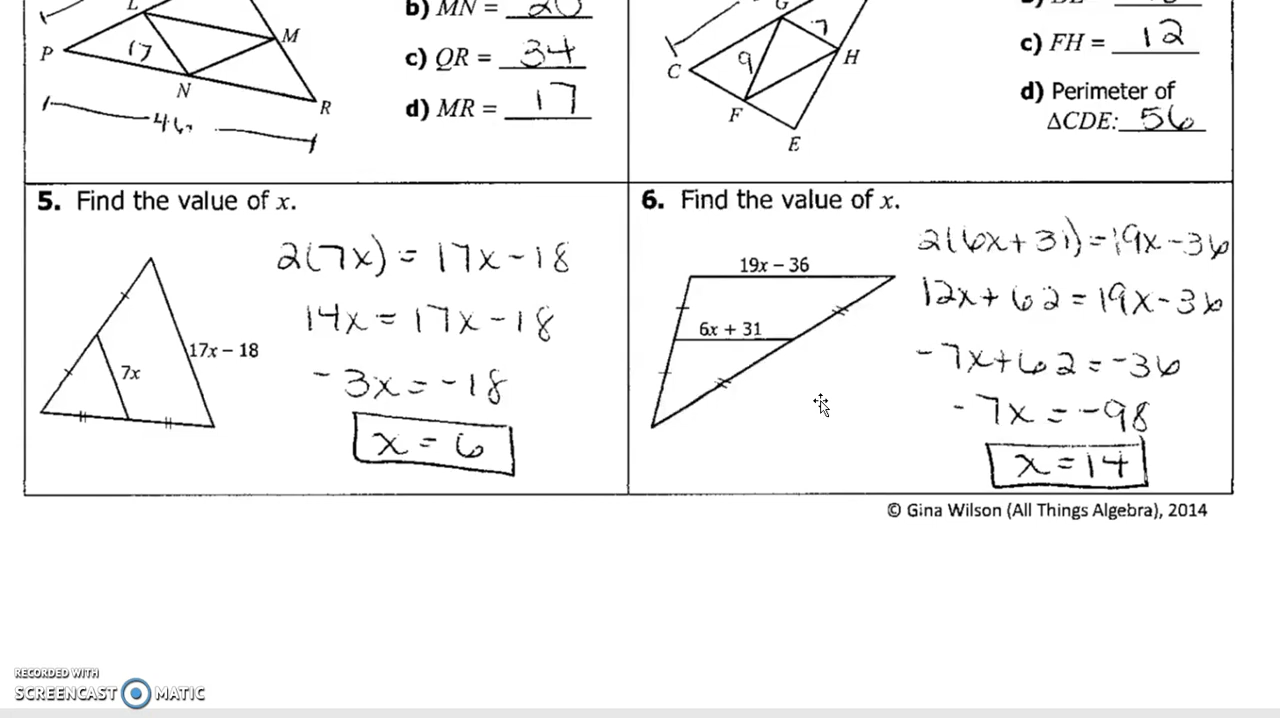 L
P
17
M
N
R
46
b) MN = 20
c) QR = 34
d) MR = 17
G
7
C
9
H
F
E
c) FH = 12
d) Perimeter of
ΔCDE: 56
5. Find the value of x.
7x
17x – 18
2(7x) = 17x - 18
14x = 17x - 18
-3x = -18
x = 6
6. Find the value of x.
19x – 36
6x + 31
2(6x + 31) = 19x - 36
12x + 62 = 19x - 36
-7x + 62 = -36
-7x = -98
x = 14
© Gina Wilson (All Things Algebra), 2014
RECORDED WITH
SCREENCAST MATIC